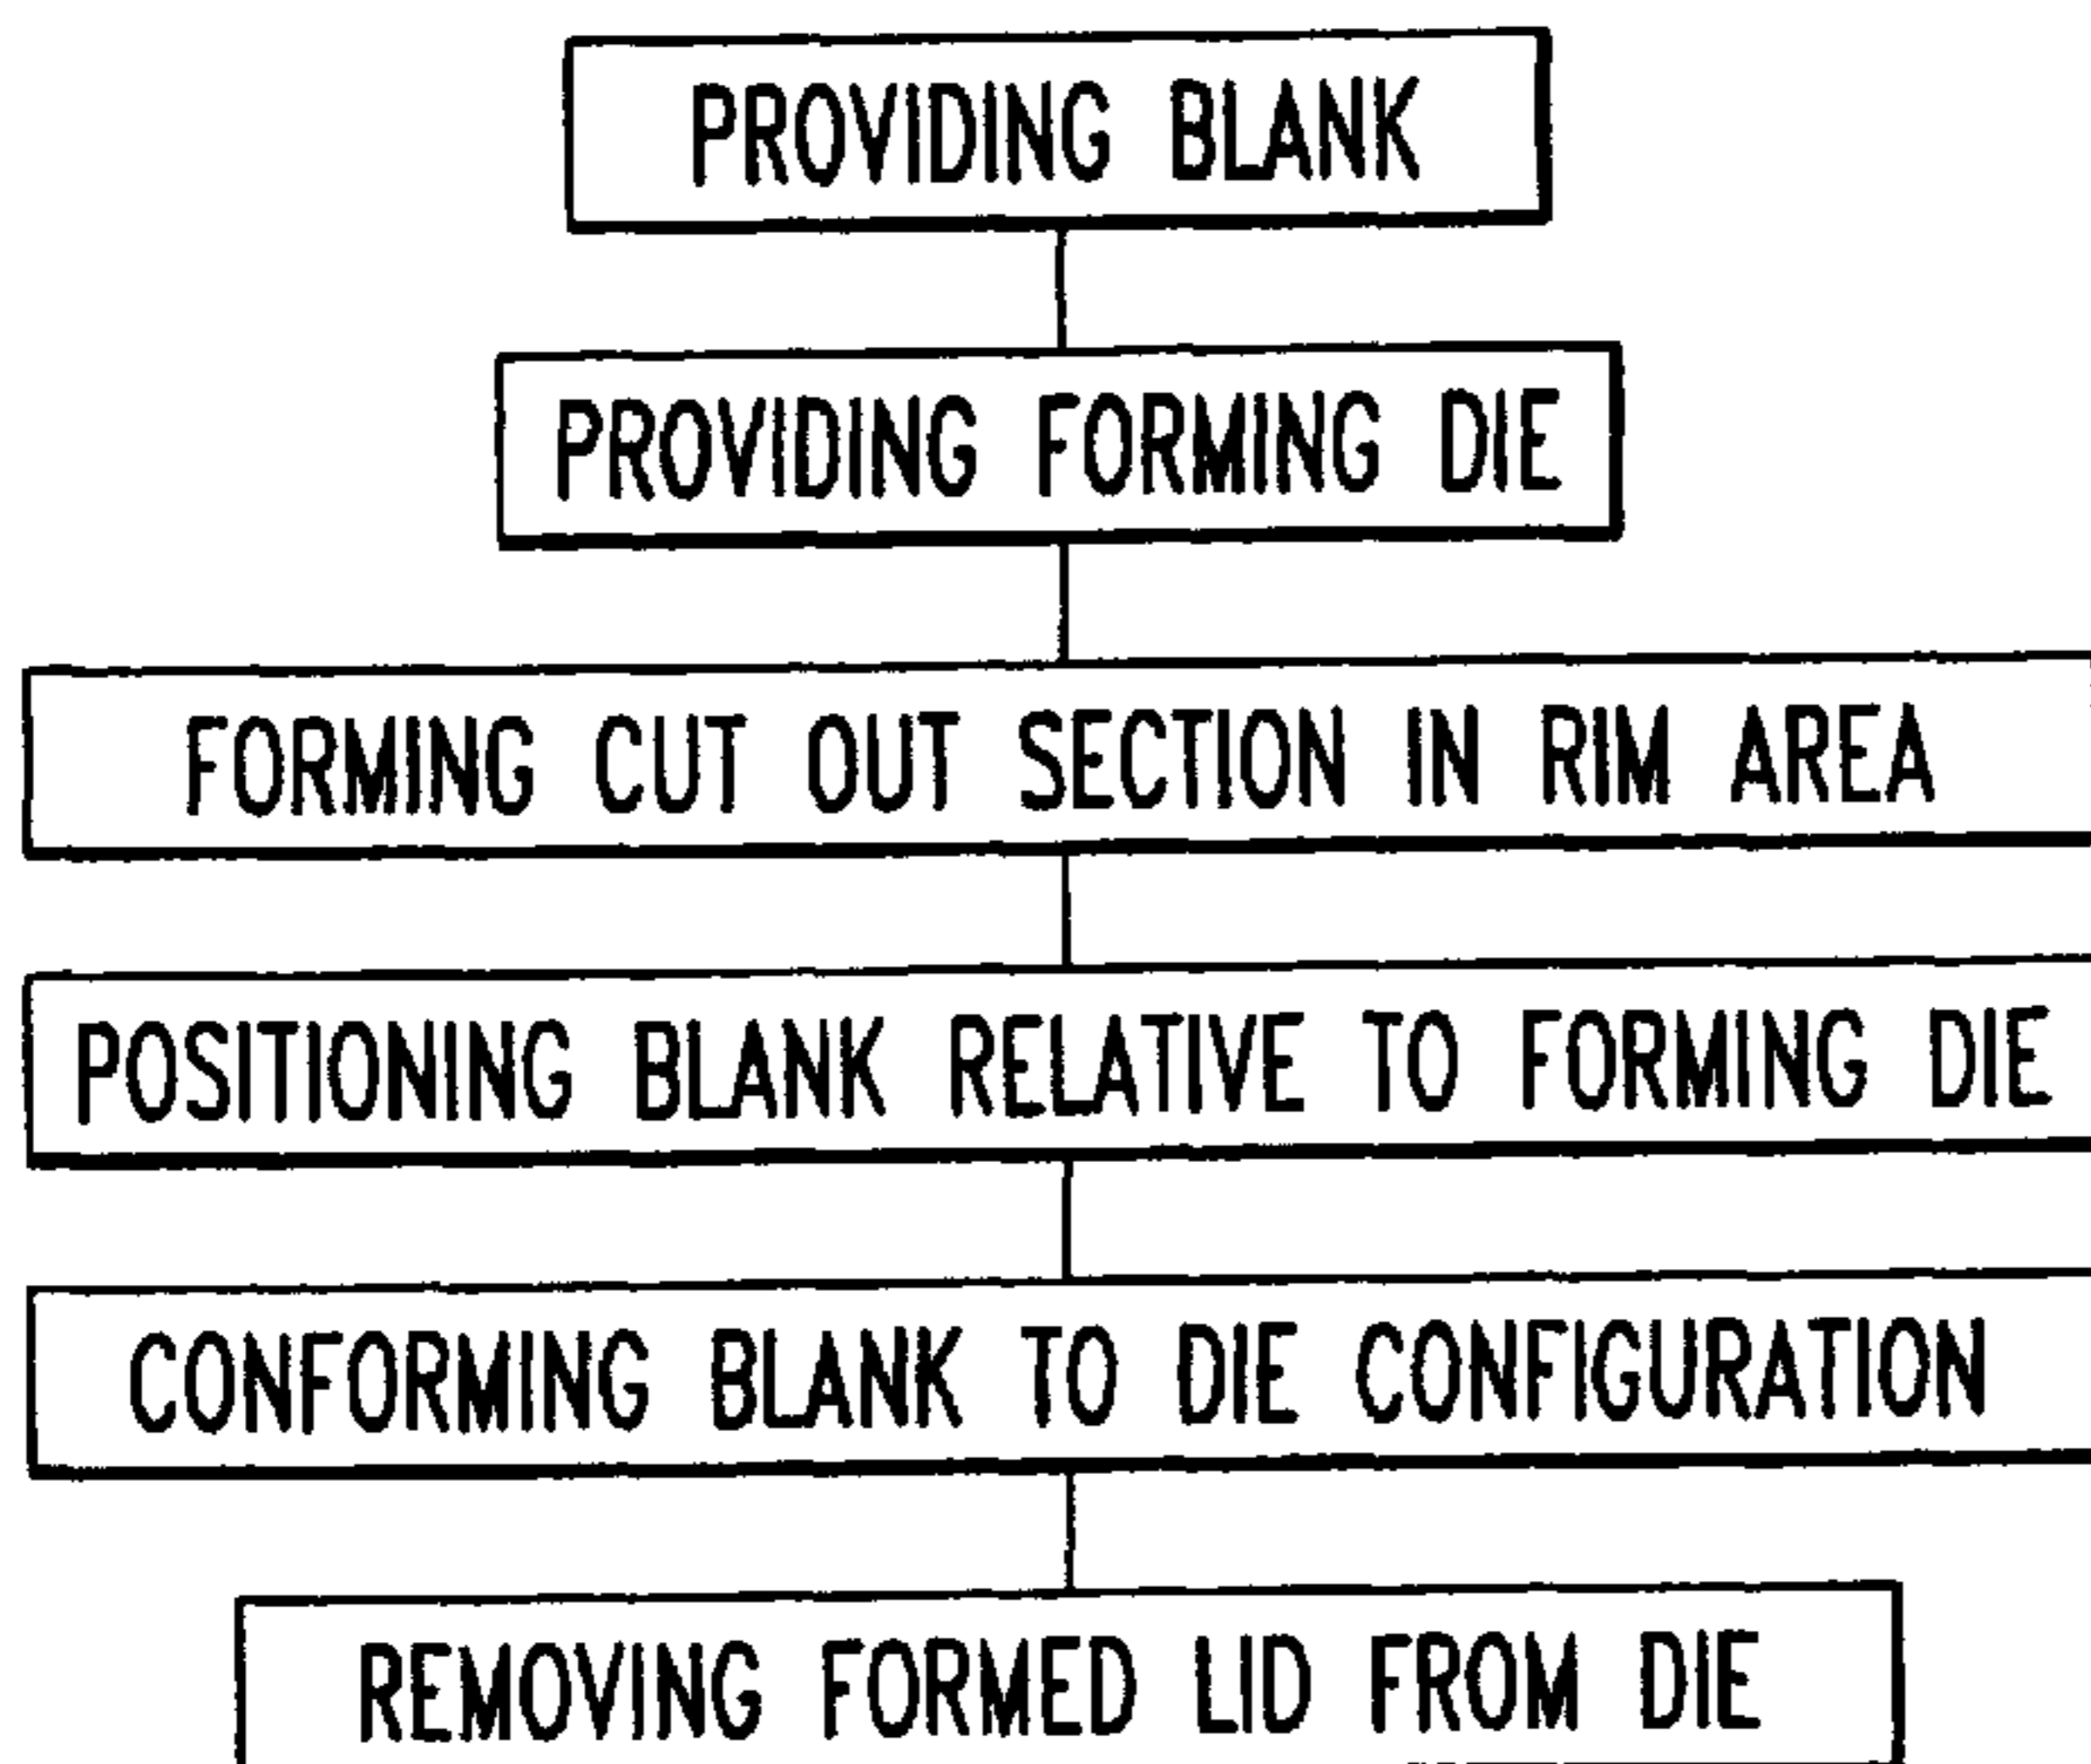 PROVIDING BLANK
PROVIDING FORMING DIE
FORMING CUT OUT SECTION IN RIM AREA
POSITIONING BLANK RELATIVE TO FORMING DIE
CONFORMING BLANK TO DIE CONFIGURATION
REMOVING FORMED LID FROM DIE